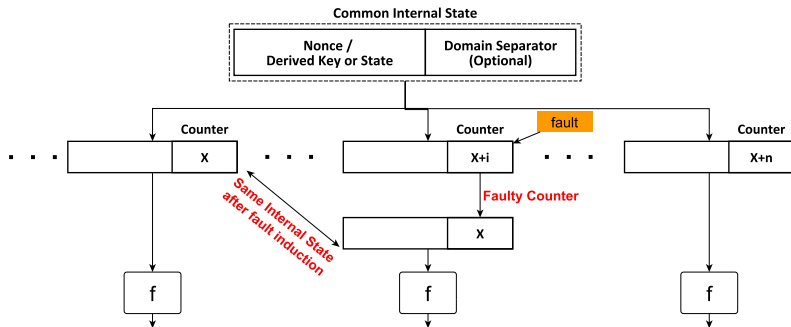 Common Internal State
Nonce /
Derived Key or State
Domain Separator
(Optional)
fault
Counter
Counter
Counter
. . .
X
. . .
X+i
. . .
X+n
Same Internal State
after fault induction
Faulty Counter
X
f
f
f